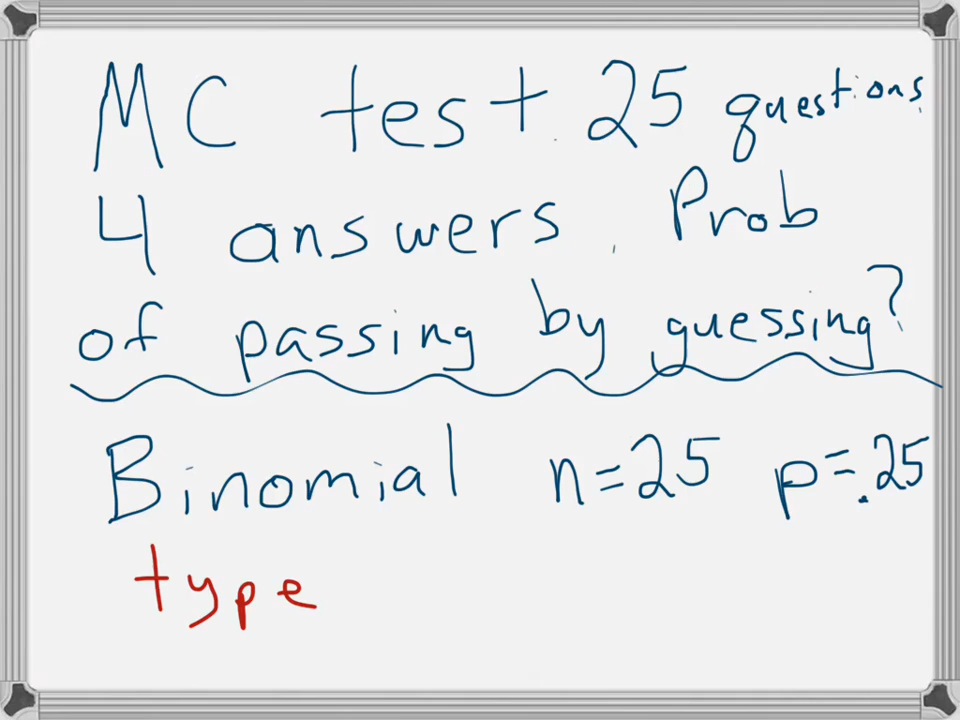 MC test. 25 questions
4 answers. Prob
of passing by guessing?
Binomial n=25 p=.25
type